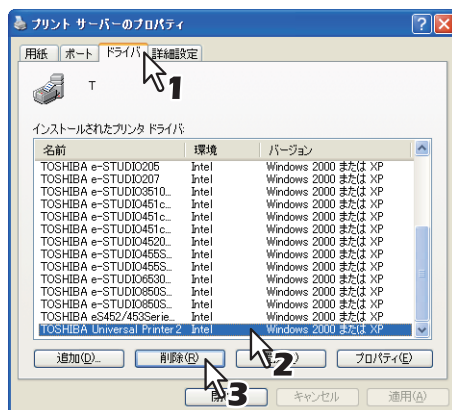 プリント サーバーのプロパティ
用紙 ポート ドライバ 詳細設定
1
T
インストールされたプリンタ ドライバ:
名前 環境 バージョン
TOSHIBA e-STUDIO205 Intel Windows 2000 または XP
TOSHIBA e-STUDIO207 Intel Windows 2000 または XP
TOSHIBA e-STUDIO3510... Intel Windows 2000 または XP
TOSHIBA e-STUDIO451c... Intel Windows 2000 または XP
TOSHIBA e-STUDIO451c... Intel Windows 2000 または XP
TOSHIBA e-STUDIO451c... Intel Windows 2000 または XP
TOSHIBA e-STUDIO4520... Intel Windows 2000 または XP
TOSHIBA e-STUDIO455S... Intel Windows 2000 または XP
TOSHIBA e-STUDIO455S... Intel Windows 2000 または XP
TOSHIBA e-STUDIO6530... Intel Windows 2000 または XP
TOSHIBA e-STUDIO850S... Intel Windows 2000 または XP
TOSHIBA e-STUDIO850S... Intel Windows 2000 または XP
TOSHIBA eS452/453Serie... Intel Windows 2000 または XP
TOSHIBA Universal Printer 2 Intel Windows 2000 または XP
追加(D)... 削除(R) 2 プロパティ(E)
3 キャンセル 適用(A)